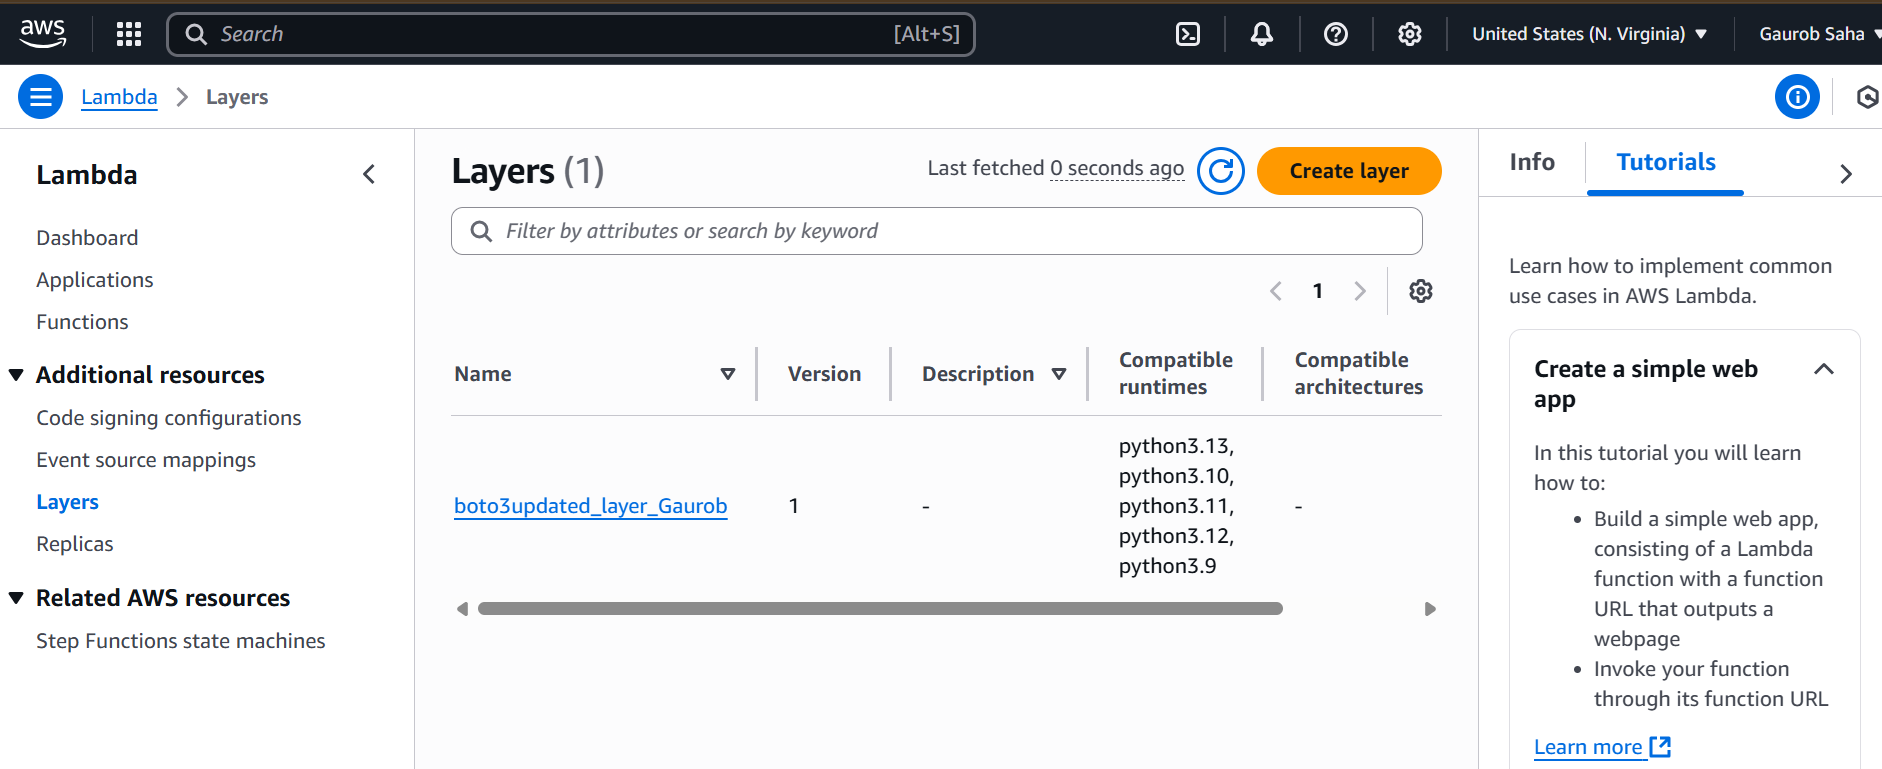 aws
Search [Alt+S]
United States (N. Virginia)
Gaurob Saha
Lambda
Layers
Lambda
Dashboard
Applications
Functions
Additional resources
Code signing configurations
Event source mappings
Layers
Replicas
Related AWS resources
Step Functions state machines
Layers (1)
Last fetched 0 seconds ago
Create layer
Filter by attributes or search by keyword
1
Name
Version
Description
Compatible
runtimes
Compatible
architectures
boto3updated_layer_Gaurob
1
-
python3.13,
python3.10,
python3.11,
python3.12,
python3.9
-
Info
Tutorials
Learn how to implement common
use cases in AWS Lambda.
Create a simple web
app
In this tutorial you will learn
how to:
• Build a simple web app,
consisting of a Lambda
function with a function
URL that outputs a
webpage
• Invoke your function
through its function URL
Learn more